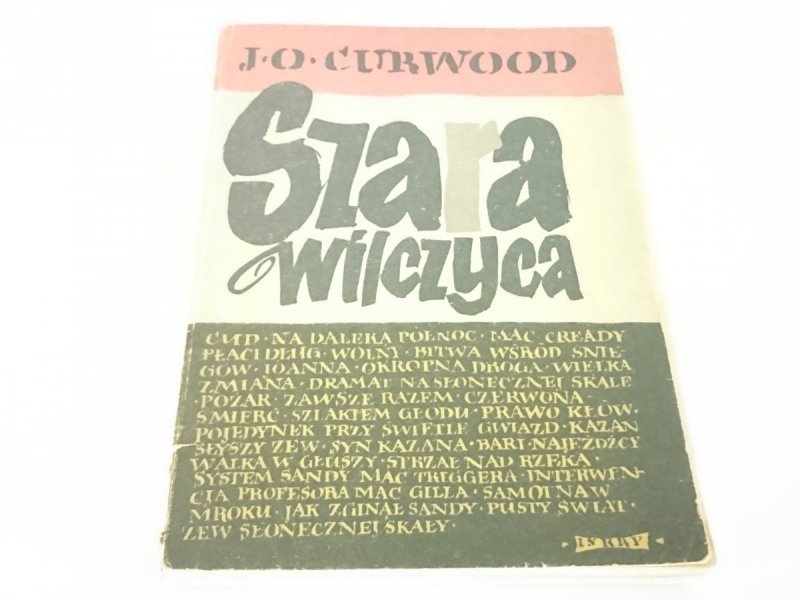 J·O·CURWOOD
Szara
wilczyca
CUD·NA DALEKĄ PÓŁNOC·MAC CREADY
PŁACI DŁUG·WOLNY·BITWA WŚRÓD ŚNIE-
GÓW·JOANNA·OKROPNA DROGA·WIELKA
ZMIANA·DRAMAT NA SŁONECZNEJ SKALE
·POŻAR·ZAWSZE RAZEM·CZERWONA
ŚMIERĆ·SZLAKIEM GŁODU·PRAWO KŁÓW·
POJEDYNEK PRZY ŚWIETLE GWIAZD·KAZAN
SŁYSZY ZEW·SYN KAZANA·BARI·NAJEŹDŹCY
WALKA W GŁUSZY·STRZAŁ NAD RZEKĄ·
SYSTEM SANDY MAC TRIGGERA·INTERWEN-
CJA PROFESORA MAC GILLA·SAMOTNA W
MROKU·JAK ZGINĄŁ SANDY·PUSTY ŚWIAT·
ZEW SŁONECZNEJ SKAŁY·
ISKRY